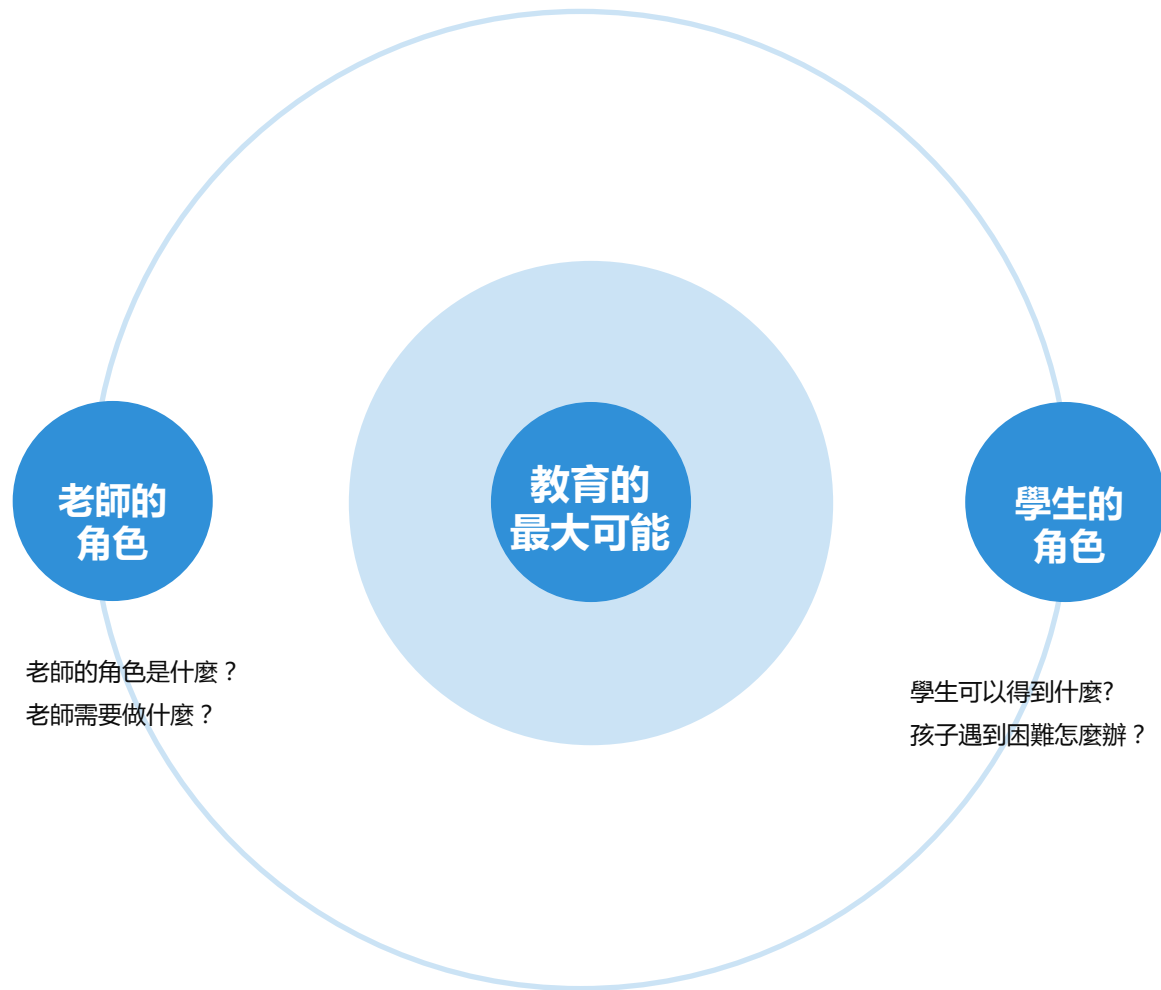 老師的
角色
教育的
最大可能
學生的
角色
老師的角色是什麼？
老師需要做什麼？
學生可以得到什麼?
孩子遇到困難怎麼辦？